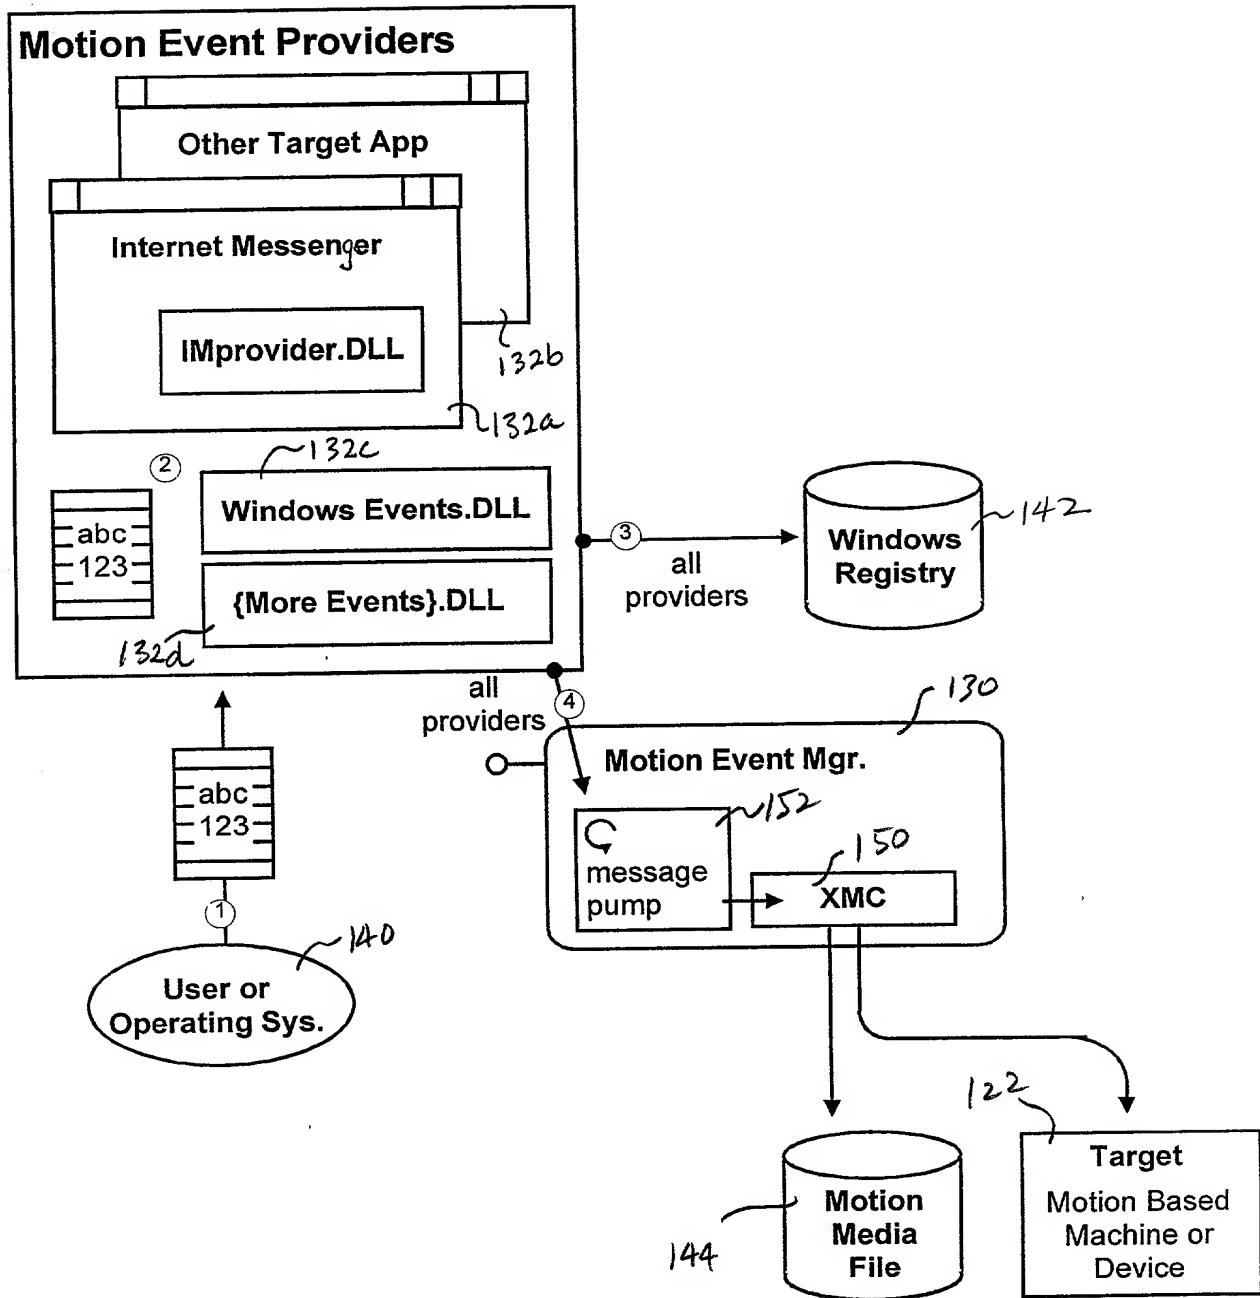 Motion Event Providers
Other Target App
Internet Messenger
IMprovider.DLL
132b
132a
132c
2
abc
123
Windows Events.DLL
{More Events}.DLL
132d
3
all
providers
Windows
Registry
142
all
providers
4
130
Motion Event Mgr.
152
message
pump
150
XMC
abc
123
1
140
User or
Operating Sys.
122
Target
Motion Based
Machine or
Device
Motion
Media
File
144